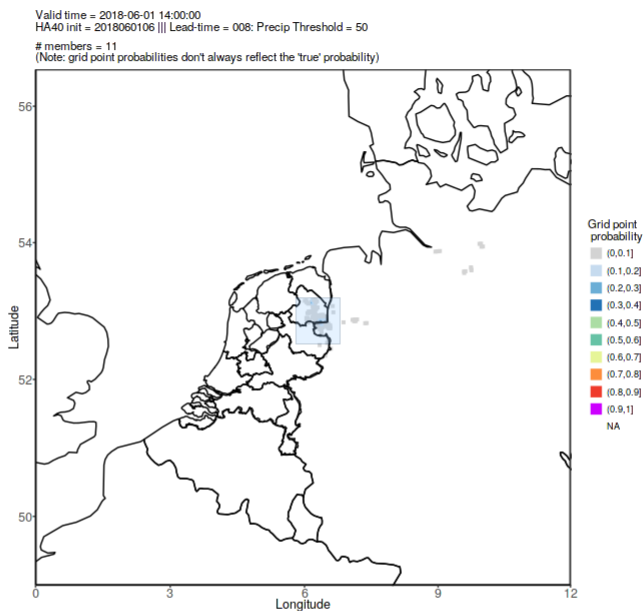 Valid time = 2018-06-01 14:00:00
HA40 init = 2018060106 ||| Lead-time = 008: Precip Threshold = 50
# members = 11
(Note: grid point probabilities don't always reflect the 'true' probability)
56
54
52
50
Latitude
0
3
6
9
12
Longitude
Grid point
probability
(0,0.1]
(0.1,0.2]
(0.2,0.3]
(0.3,0.4]
(0.4,0.5]
(0.5,0.6]
(0.6,0.7]
(0.7,0.8]
(0.8,0.9]
(0.9,1]
NA